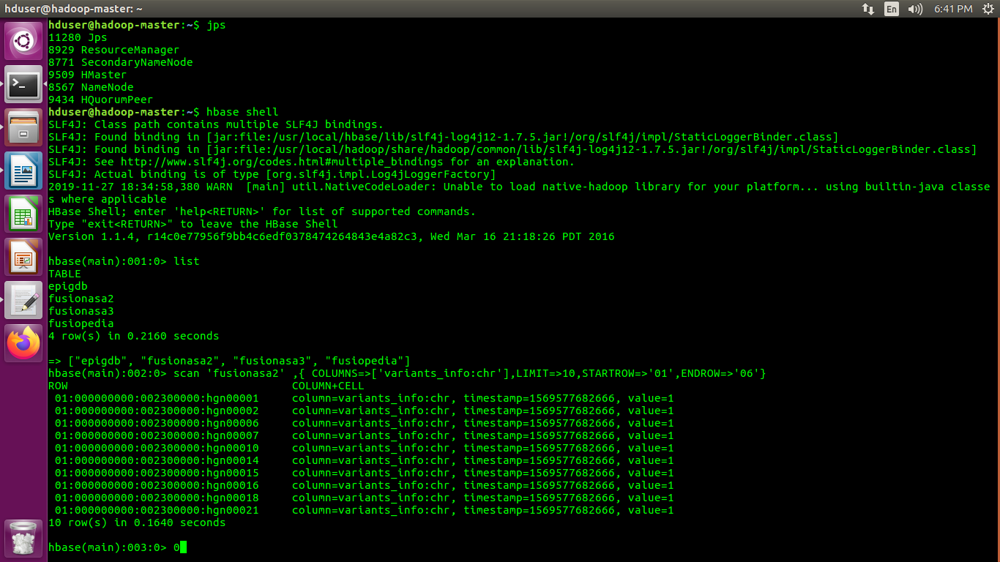 hduser@hadoop-master: ~
En
6:41 PM
hduser@hadoop-master:~$ jps
11280 Jps
8929 ResourceManager
8771 SecondaryNameNode
9509 HMaster
8567 NameNode
9434 HQuorumPeer
hduser@hadoop-master:~$ hbase shell
SLF4J: Class path contains multiple SLF4J bindings.
SLF4J: Found binding in [jar:file:/usr/local/hbase/lib/slf4j-log4j12-1.7.5.jar!/org/slf4j/impl/StaticLoggerBinder.class]
SLF4J: Found binding in [jar:file:/usr/local/hadoop/share/hadoop/common/lib/slf4j-log4j12-1.7.5.jar!/org/slf4j/impl/StaticLoggerBinder.class]
SLF4J: See http://www.slf4j.org/codes.html#multiple_bindings for an explanation.
SLF4J: Actual binding is of type [org.slf4j.impl.Log4jLoggerFactory]
2019-11-27 18:34:58,380 WARN  [main] util.NativeCodeLoader: Unable to load native-hadoop library for your platform... using builtin-java classe
s where applicable
HBase Shell; enter 'help<RETURN>' for list of supported commands.
Type "exit<RETURN>" to leave the HBase Shell
Version 1.1.4, r14c0e77956f9bb4c6edf0378474264843e4a82c3, Wed Mar 16 21:18:26 PDT 2016
hbase(main):001:0> list
TABLE
epigdb
fusionasa2
fusionasa3
fusiopedia
4 row(s) in 0.2160 seconds
=> ["epigdb", "fusionasa2", "fusionasa3", "fusiopedia"]
hbase(main):002:0> scan 'fusionasa2' ,{ COLUMNS=>['variants_info:chr'],LIMIT=>10,STARTROW=>'01',ENDROW=>'06'}
ROW                                  COLUMN+CELL
 01:000000000:002300000:hgn00001     column=variants_info:chr, timestamp=1569577682666, value=1
 01:000000000:002300000:hgn00002     column=variants_info:chr, timestamp=1569577682666, value=1
 01:000000000:002300000:hgn00006     column=variants_info:chr, timestamp=1569577682666, value=1
 01:000000000:002300000:hgn00007     column=variants_info:chr, timestamp=1569577682666, value=1
 01:000000000:002300000:hgn00010     column=variants_info:chr, timestamp=1569577682666, value=1
 01:000000000:002300000:hgn00014     column=variants_info:chr, timestamp=1569577682666, value=1
 01:000000000:002300000:hgn00015     column=variants_info:chr, timestamp=1569577682666, value=1
 01:000000000:002300000:hgn00016     column=variants_info:chr, timestamp=1569577682666, value=1
 01:000000000:002300000:hgn00018     column=variants_info:chr, timestamp=1569577682666, value=1
 01:000000000:002300000:hgn00021     column=variants_info:chr, timestamp=1569577682666, value=1
10 row(s) in 0.1640 seconds
hbase(main):003:0> 0